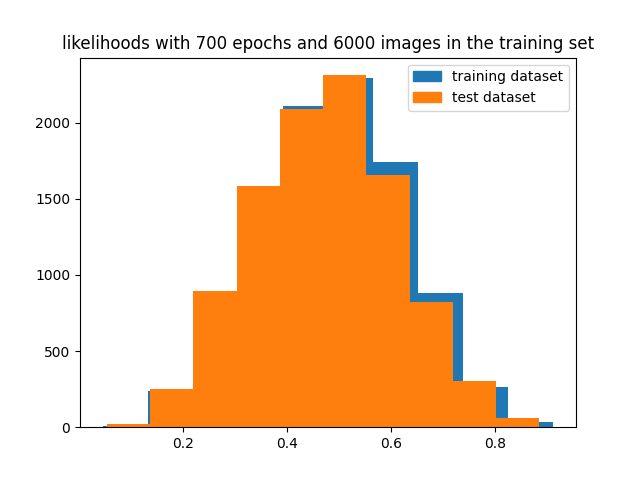 likelihoods with 700 epochs and 6000 images in the training set
training dataset
test dataset
2000
1500
1000
500
0
0.2 0.4 0.6 0.8